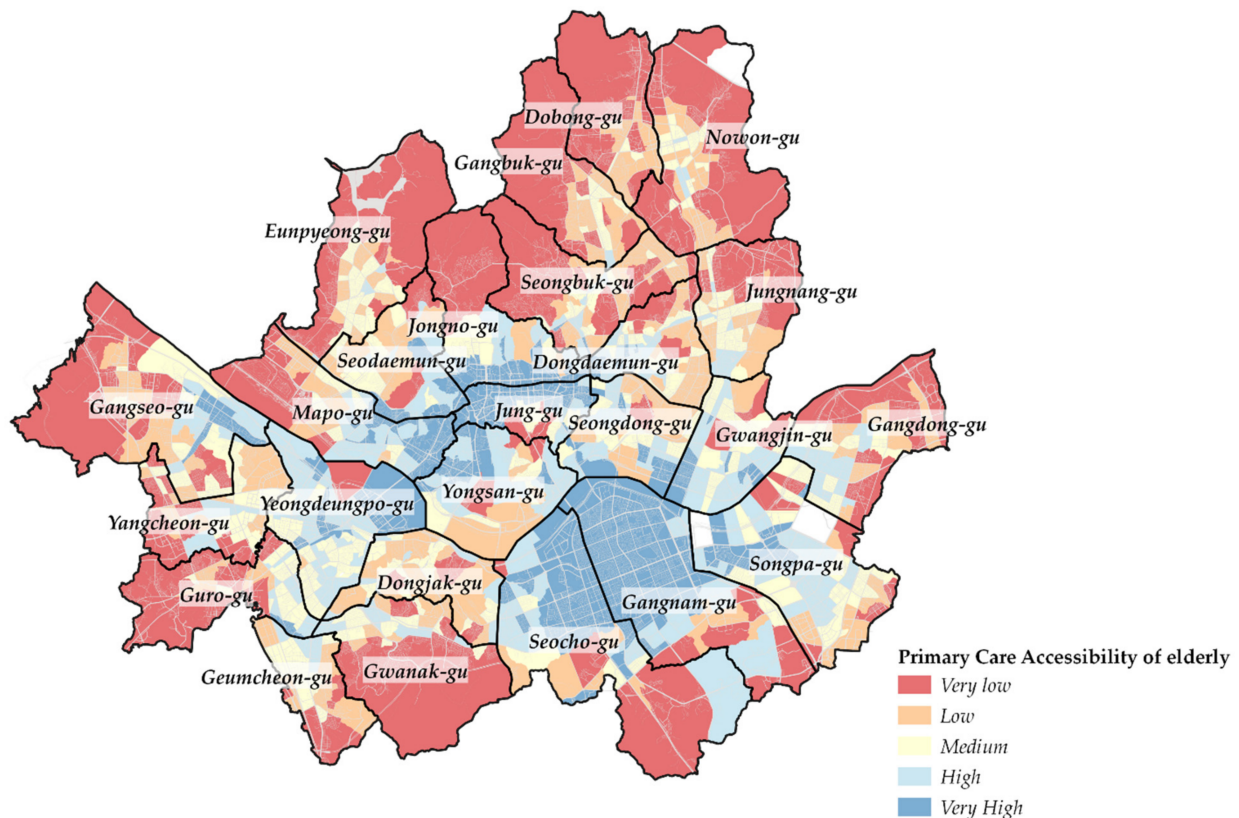 Dobong-gu
Nowon-gu
Gangbuk-gu
Eunpyeong-gu
Seongbuk-gu
Jungnang-gu
Jongno-gu
Seodaemun-gu
Dongdaemun-gu
Gangseo-gu
Mapo-gu
Jung-gu
Seongdong-gu
Gwangjin-gu
Gangdong-gu
Yeongdeungpo-gu
Yongsan-gu
Yangcheon-gu
Songpa-gu
Guro-gu
Dongjak-gu
Gangnam-gu
Seocho-gu
Geumcheon-gu
Gwanak-gu
Primary Care Accessibility of elderly
Very low
Low
Medium
High
Very High